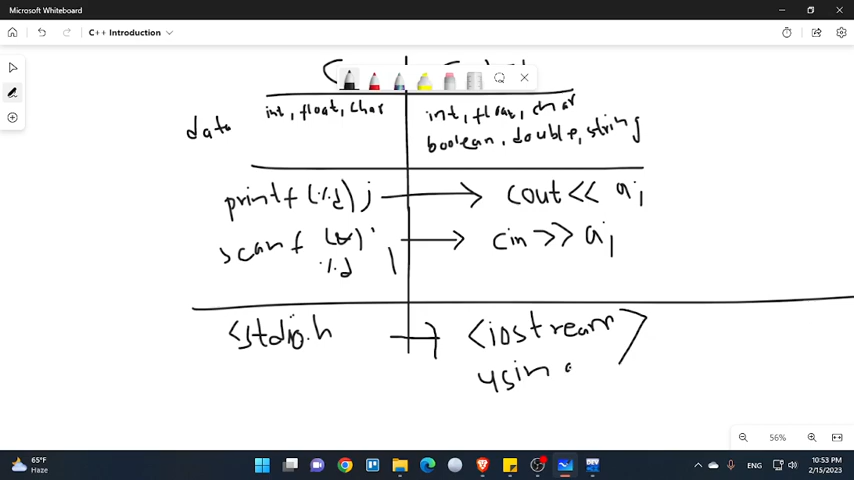 Microsoft Whiteboard
C++ Introduction
int, float, char
int, float, char
data
boolean, double, string
printf (%d) ;
cout << a;
scanf
%d
cin >> a;
<stdio.h
<iostream>
usin
56%
65°F
Haze
ENG
10:53 PM
2/15/2023